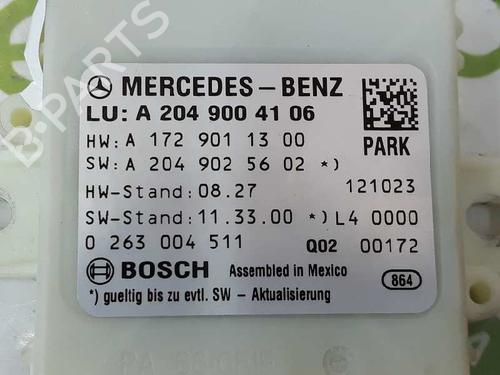 MERCEDES-BENZ
LU: A 204 900 41 06
HW: A 172 901 13 00
PARK
SW: A 204 902 56 02 *)
HW-Stand: 08.27 121023
SW-Stand: 11.33.00 *) L4 0000
0 263 004 511 Q02 00172
BOSCH Assembled in Mexico
*) gueltig bis zu evtl. SW - Aktualisierung 864
B-PARTS